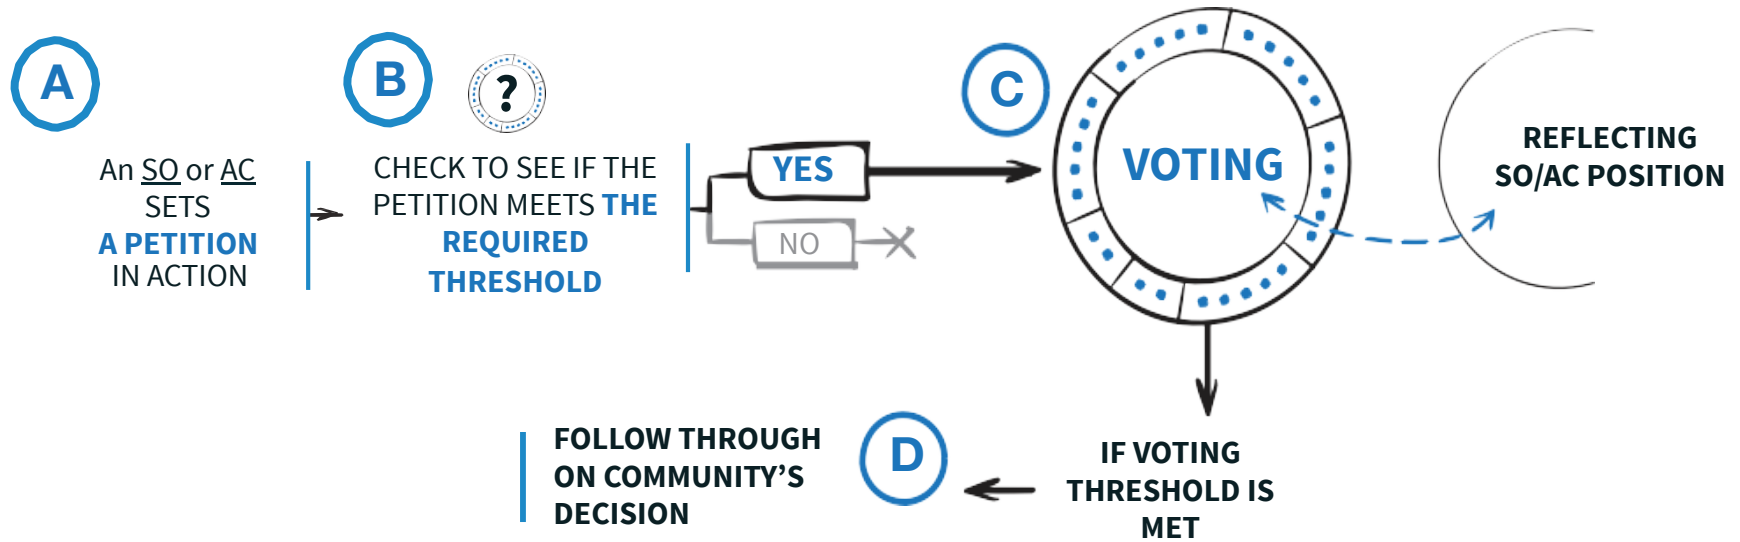 A
An SO or AC
SETS
A PETITION
IN ACTION
B
?
CHECK TO SEE IF THE
PETITION MEETS THE
REQUIRED
THRESHOLD
YES
NO
C
VOTING
REFLECTING
SO/AC POSITION
IF VOTING
THRESHOLD IS
MET
D
FOLLOW THROUGH
ON COMMUNITY’S
DECISION